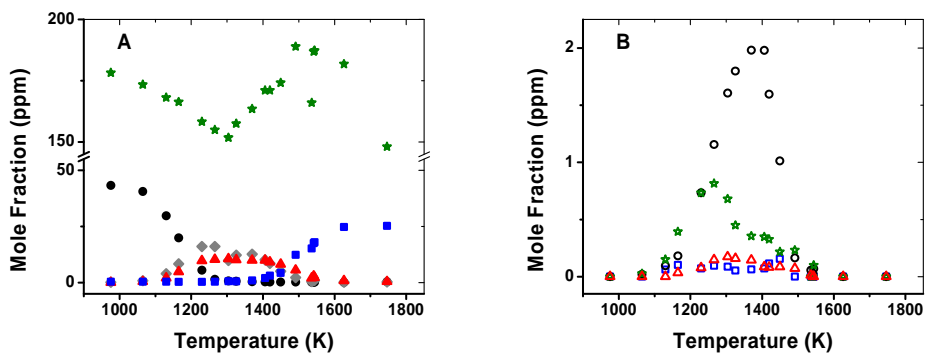 A
200
150
50
0
Mole Fraction (ppm)
1000 1200 1400 1600 1800
Temperature (K)
B
2
1
0
Mole Fraction (ppm)
1000 1200 1400 1600 1800
Temperature (K)